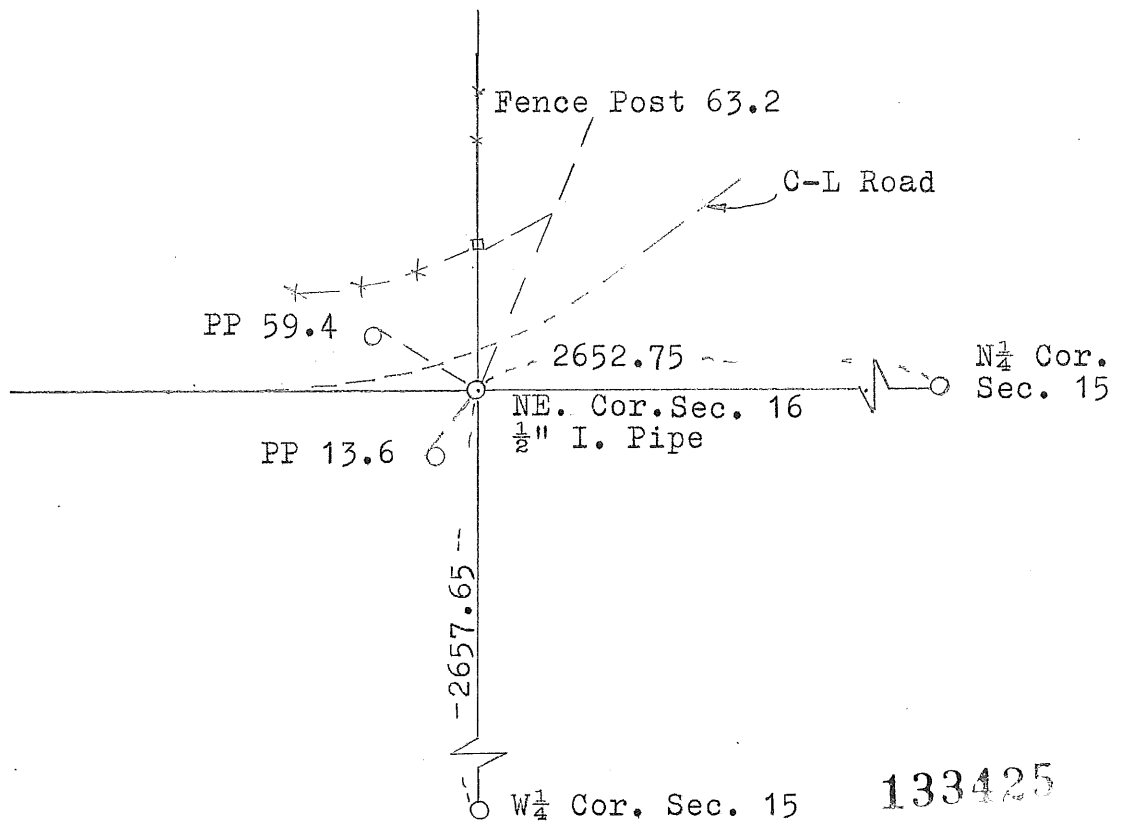 Fence Post 63.2
C-L Road
PP 59.4
2652.75
N¼ Cor.
Sec. 15
NE. Cor.Sec. 16
½" I. Pipe
PP 13.6
2657.65
W¼ Cor. Sec. 15
133425